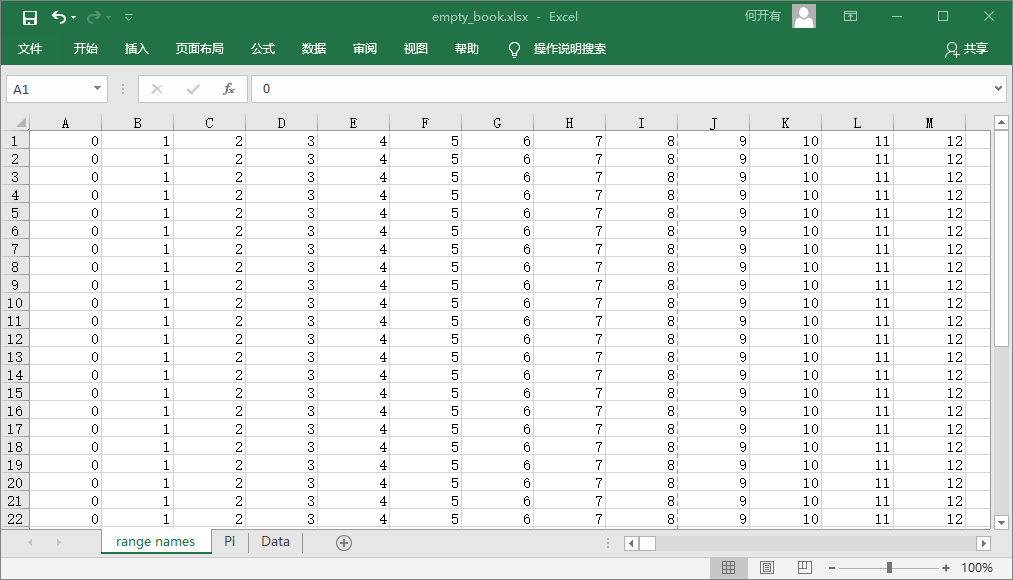 empty_book.xlsx - Excel
何开有
文件 开始 插入 页面布局 公式 数据 审阅 视图 帮助 操作说明搜索 共享
A1 fx 0
A B C D E F G H I J K L M
1 0 1 2 3 4 5 6 7 8 9 10 11 12
2 0 1 2 3 4 5 6 7 8 9 10 11 12
3 0 1 2 3 4 5 6 7 8 9 10 11 12
4 0 1 2 3 4 5 6 7 8 9 10 11 12
5 0 1 2 3 4 5 6 7 8 9 10 11 12
6 0 1 2 3 4 5 6 7 8 9 10 11 12
7 0 1 2 3 4 5 6 7 8 9 10 11 12
8 0 1 2 3 4 5 6 7 8 9 10 11 12
9 0 1 2 3 4 5 6 7 8 9 10 11 12
10 0 1 2 3 4 5 6 7 8 9 10 11 12
11 0 1 2 3 4 5 6 7 8 9 10 11 12
12 0 1 2 3 4 5 6 7 8 9 10 11 12
13 0 1 2 3 4 5 6 7 8 9 10 11 12
14 0 1 2 3 4 5 6 7 8 9 10 11 12
15 0 1 2 3 4 5 6 7 8 9 10 11 12
16 0 1 2 3 4 5 6 7 8 9 10 11 12
17 0 1 2 3 4 5 6 7 8 9 10 11 12
18 0 1 2 3 4 5 6 7 8 9 10 11 12
19 0 1 2 3 4 5 6 7 8 9 10 11 12
20 0 1 2 3 4 5 6 7 8 9 10 11 12
21 0 1 2 3 4 5 6 7 8 9 10 11 12
22 0 1 2 3 4 5 6 7 8 9 10 11 12
range names Pi Data
100%